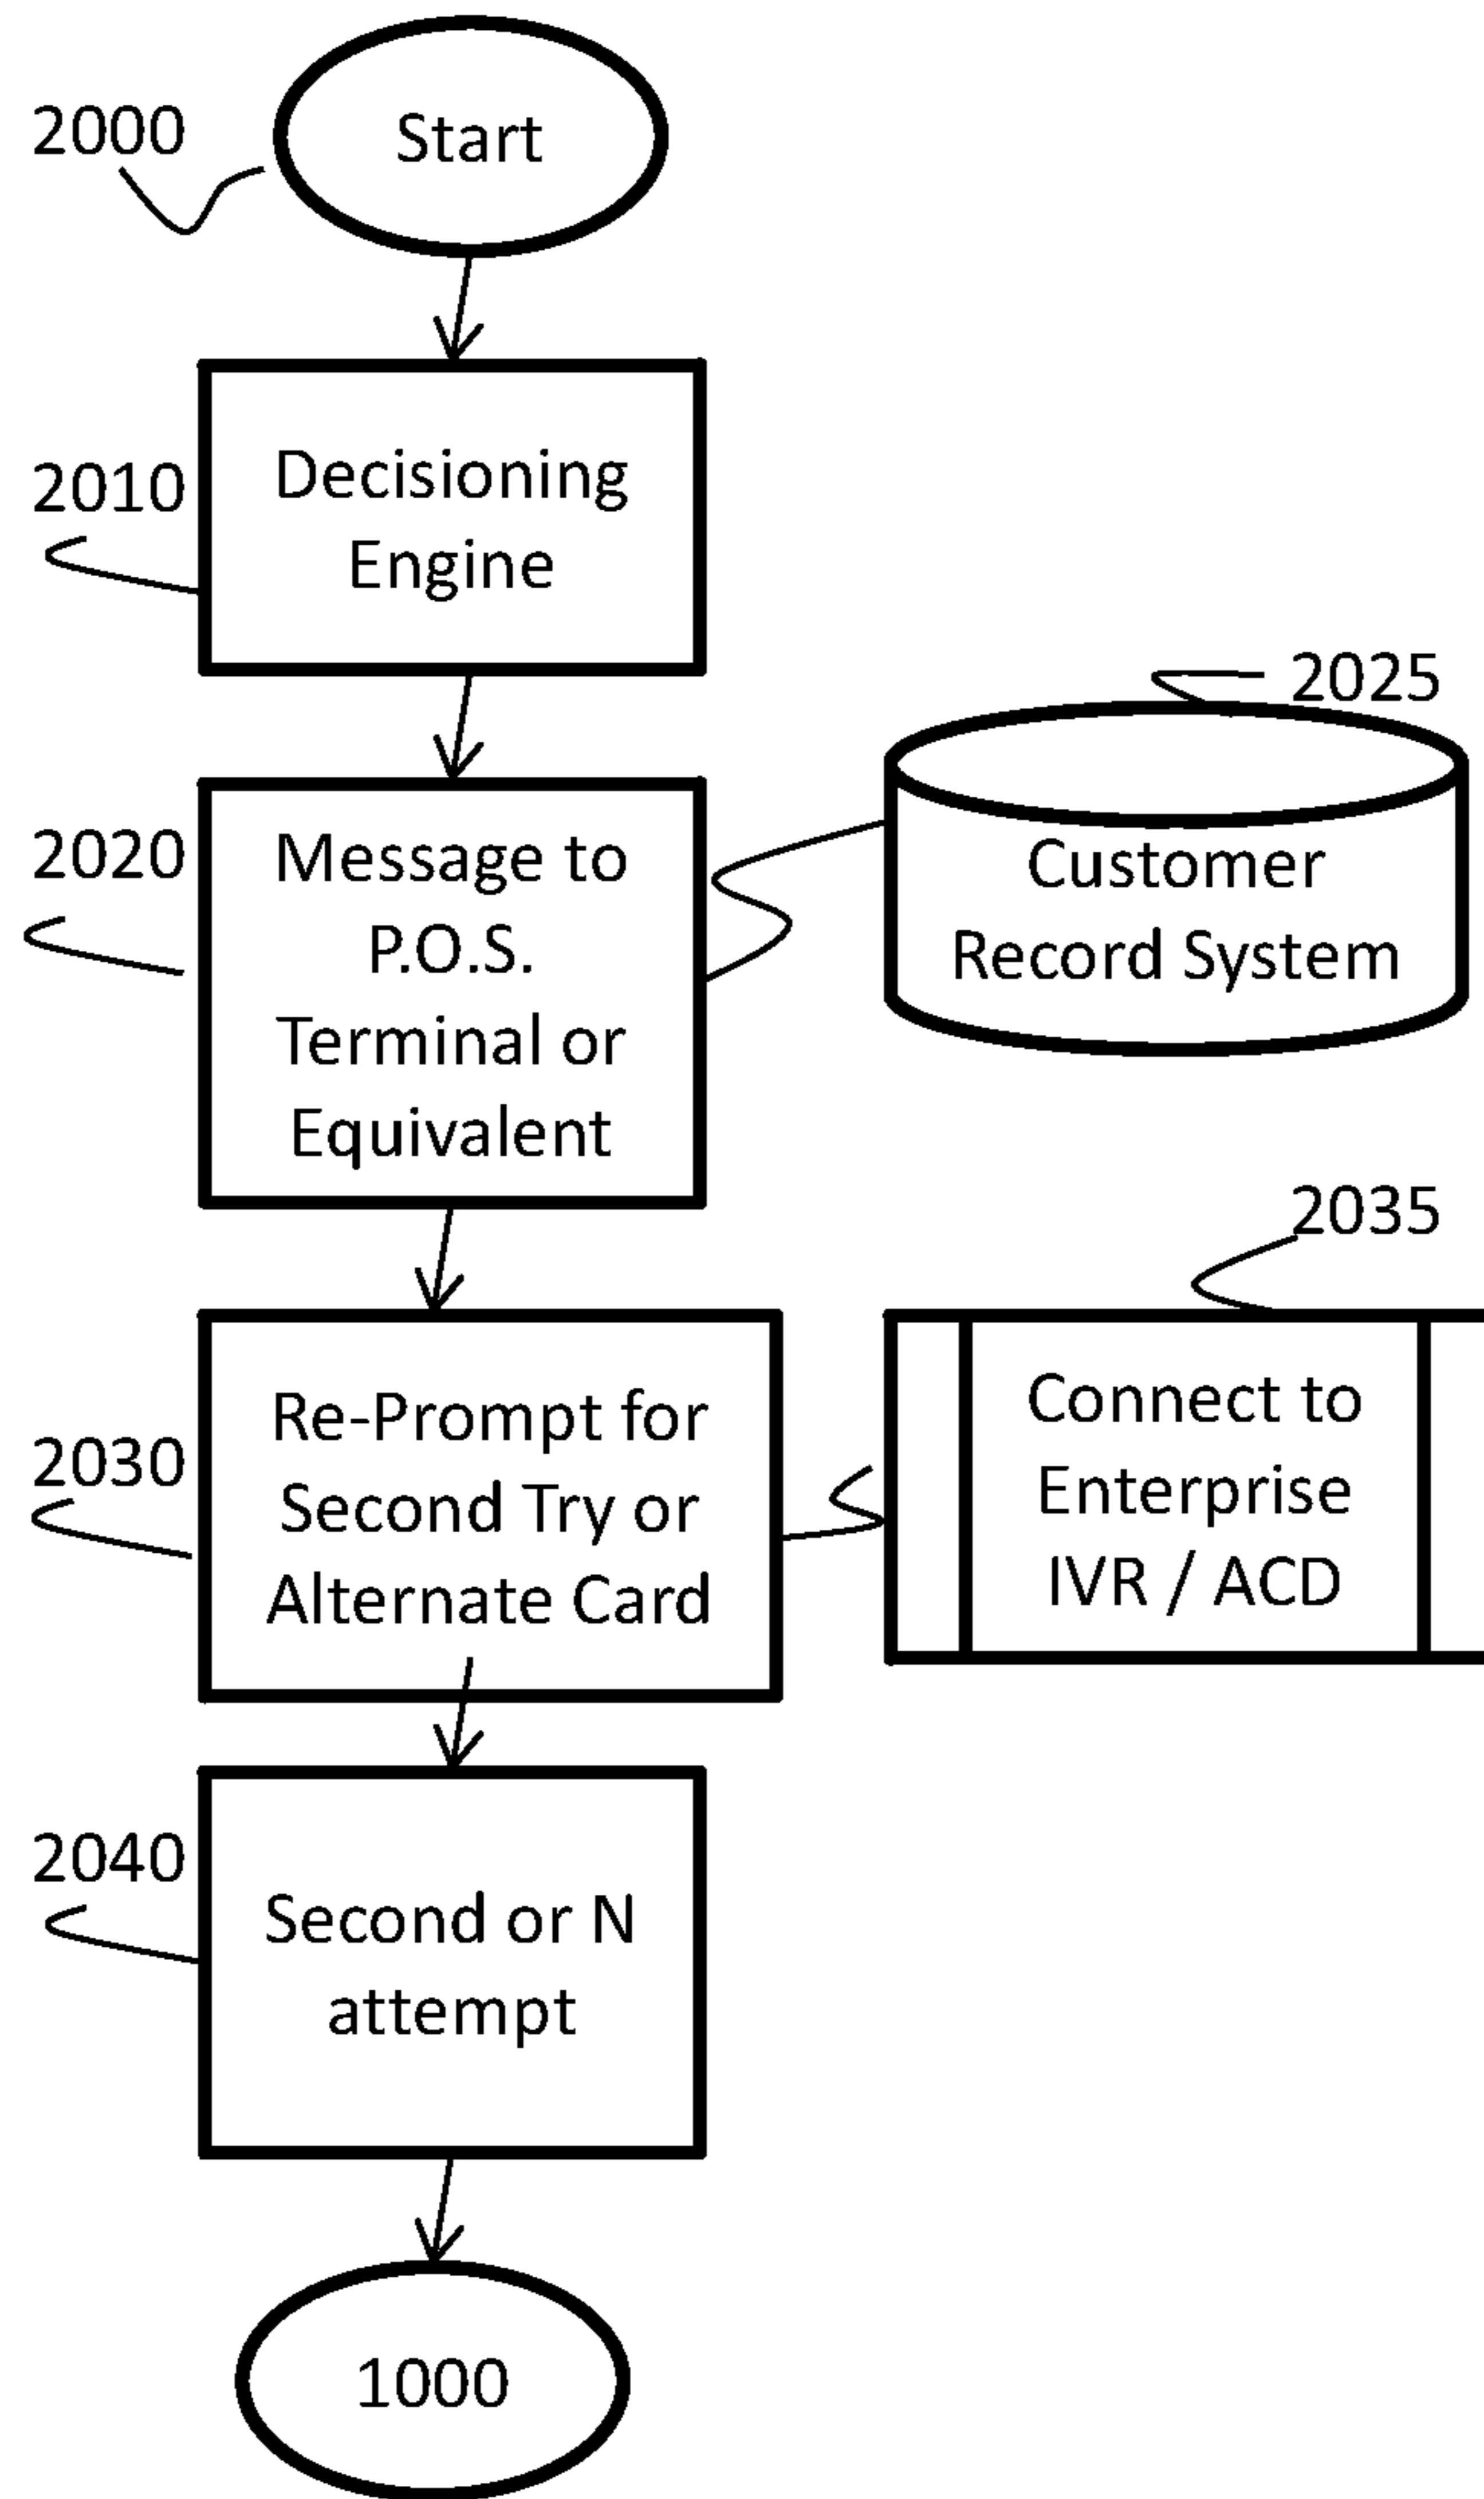 2000
Start
2010
Decisioning
Engine
2025
2020
Message to
P.O.S.
Terminal or
Equivalent
Customer
Record System
2035
2030
Re-Prompt for
Second Try or
Alternate Card
Connect to
Enterprise
IVR / ACD
2040
Second or N
attempt
1000